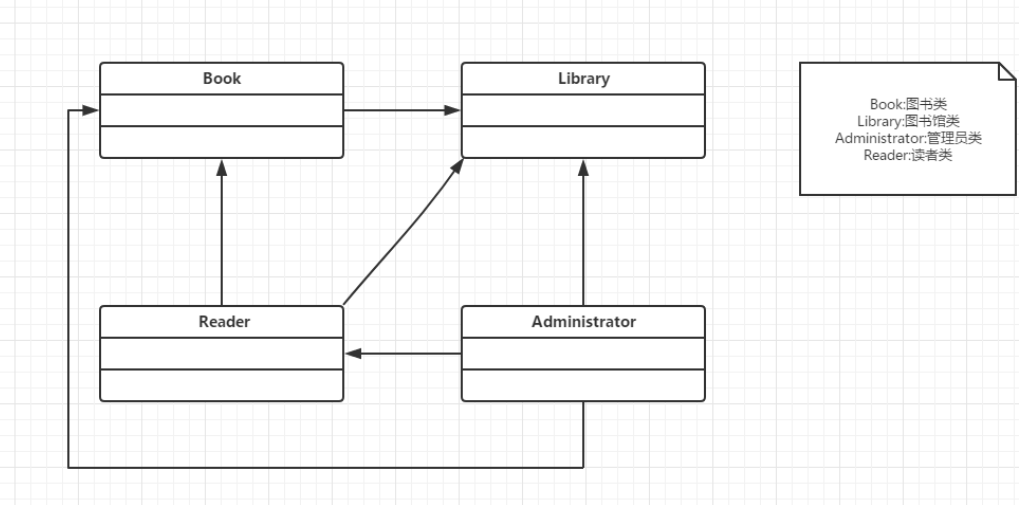 Book
Library
Book:图书类
Library:图书馆类
Administrator:管理员类
Reader:读者类
Reader
Administrator